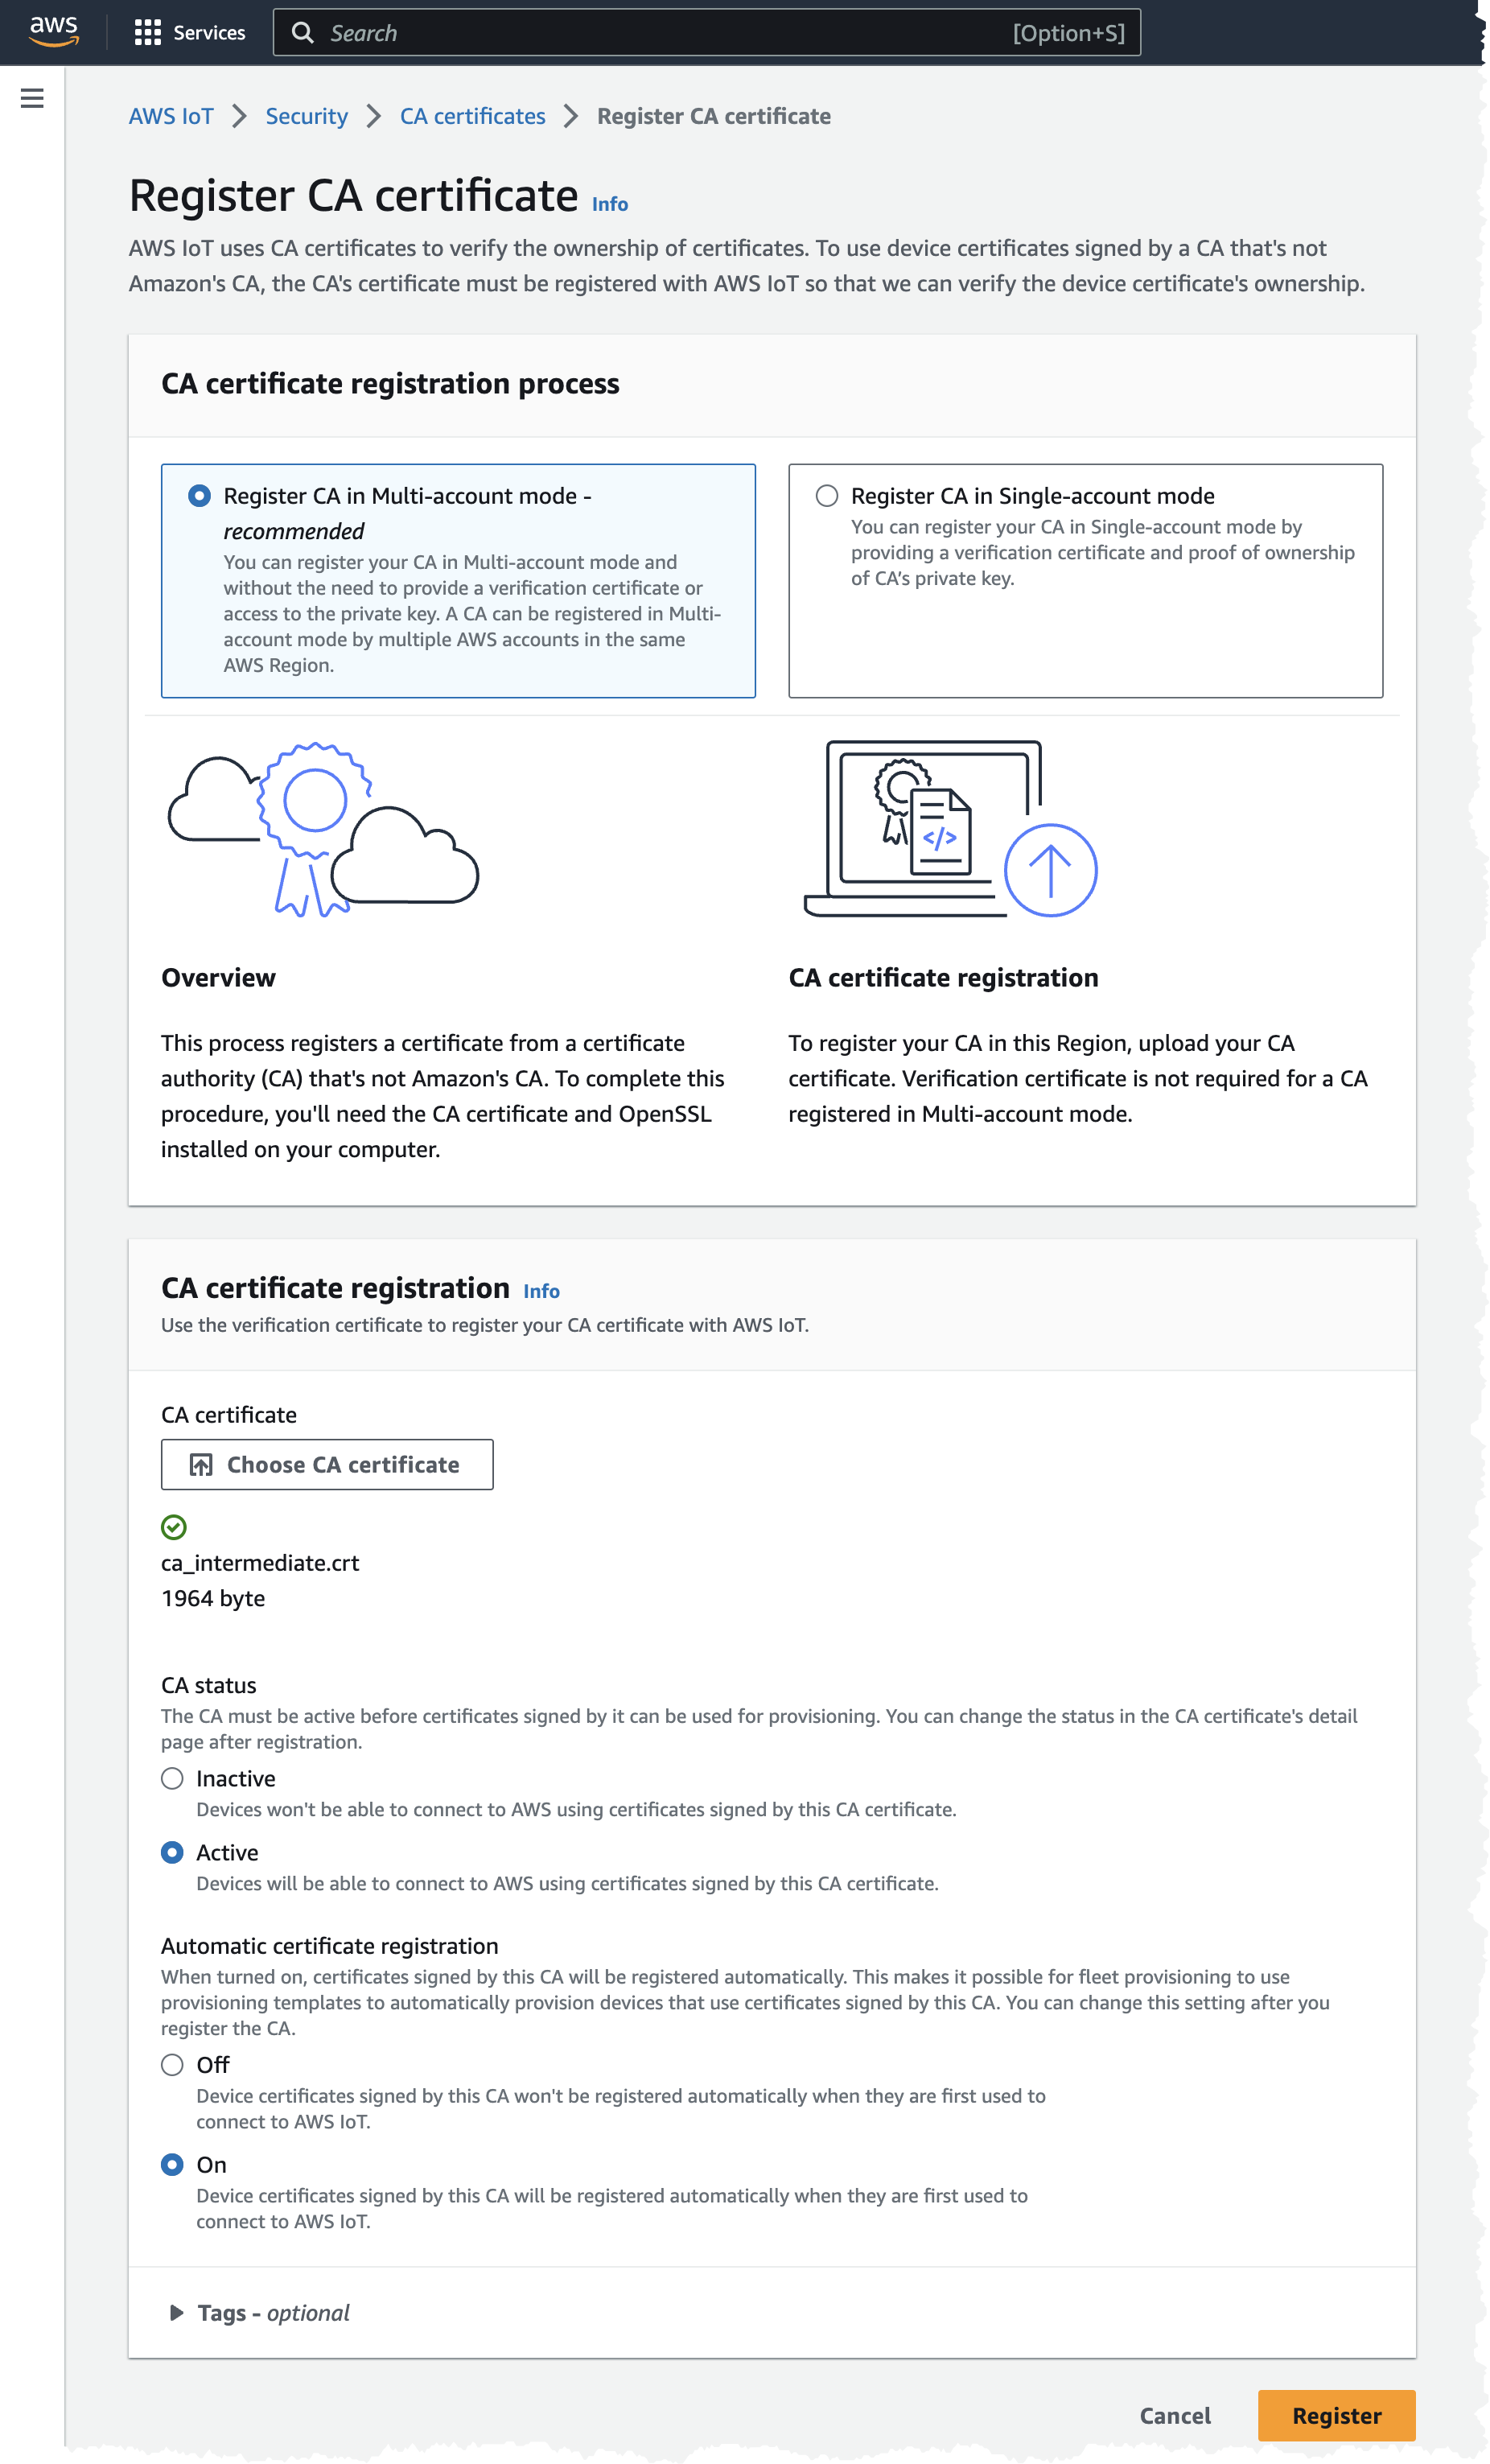 aws
Services
Search
[Option+S]
AWS IoT
Security
CA certificates
Register CA certificate
Register CA certificate Info
AWS IoT uses CA certificates to verify the ownership of certificates. To use device certificates signed by a CA that's not
Amazon's CA, the CA's certificate must be registered with AWS IoT so that we can verify the device certificate's ownership.
CA certificate registration process
Register CA in Multi-account mode -
recommended
You can register your CA in Multi-account mode and
without the need to provide a verification certificate or
access to the private key. A CA can be registered in Multi-
account mode by multiple AWS accounts in the same
AWS Region.
Register CA in Single-account mode
You can register your CA in Single-account mode by
providing a verification certificate and proof of ownership
of CA’s private key.
</>
Overview
This process registers a certificate from a certificate
authority (CA) that's not Amazon's CA. To complete this
procedure, you'll need the CA certificate and OpenSSL
installed on your computer.
CA certificate registration
To register your CA in this Region, upload your CA
certificate. Verification certificate is not required for a CA
registered in Multi-account mode.
CA certificate registration Info
Use the verification certificate to register your CA certificate with AWS IoT.
CA certificate
Choose CA certificate
ca_intermediate.crt
1964 byte
CA status
The CA must be active before certificates signed by it can be used for provisioning. You can change the status in the CA certificate's detail
page after registration.
Inactive
Devices won't be able to connect to AWS using certificates signed by this CA certificate.
Active
Devices will be able to connect to AWS using certificates signed by this CA certificate.
Automatic certificate registration
When turned on, certificates signed by this CA will be registered automatically. This makes it possible for fleet provisioning to use
provisioning templates to automatically provision devices that use certificates signed by this CA. You can change this setting after you
register the CA.
Off
Device certificates signed by this CA won't be registered automatically when they are first used to
connect to AWS IoT.
On
Device certificates signed by this CA will be registered automatically when they are first used to
connect to AWS IoT.
Tags - optional
Cancel
Register